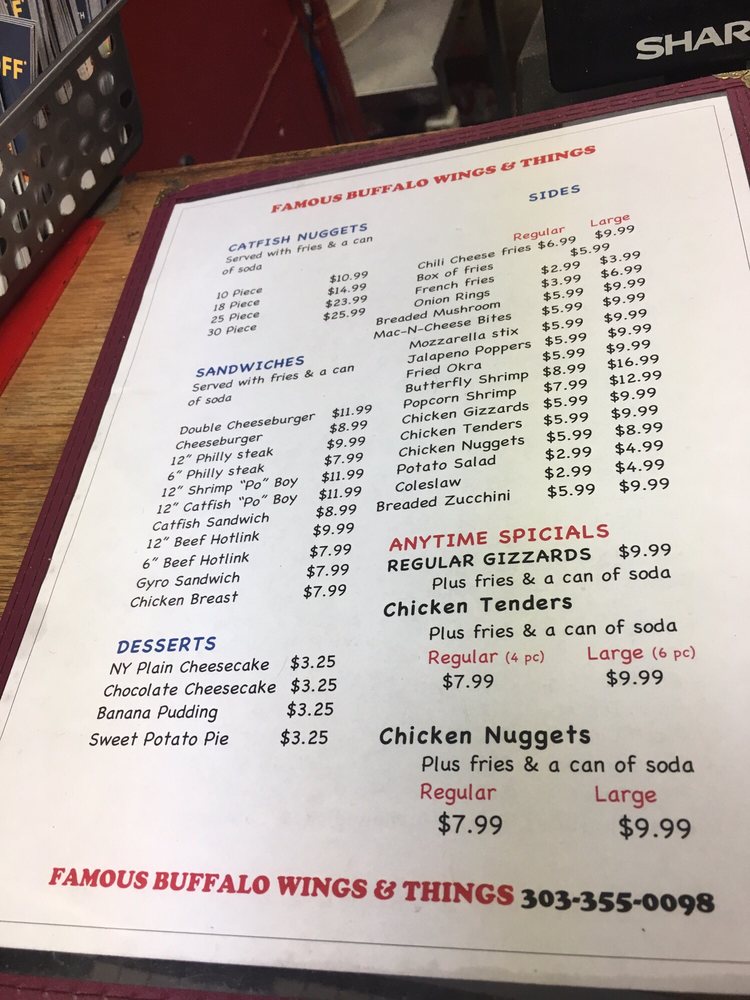 FF
SHAR
FAMOUS BUFFALO WINGS & THINGS
CATFISH NUGGETS
Served with fries & a can
of soda
10 Piece $10.99
18 Piece $14.99
25 Piece $23.99
30 Piece $25.99
SANDWICHES
Served with fries & a can
of soda
Double Cheeseburger $11.99
Cheeseburger $8.99
12" Philly steak $9.99
6" Philly steak $7.99
12" Shrimp "Po" Boy $11.99
12" Catfish "Po" Boy $11.99
Catfish Sandwich $8.99
12" Beef Hotlink $9.99
6" Beef Hotlink $7.99
Gyro Sandwich $7.99
Chicken Breast $7.99
DESSERTS
NY Plain Cheesecake $3.25
Chocolate Cheesecake $3.25
Banana Pudding $3.25
Sweet Potato Pie $3.25
SIDES
Regular Large
Chili Cheese fries $6.99 $9.99
Box of fries $5.99
French fries $2.99 $3.99
Onion Rings $3.99 $6.99
Breaded Mushroom $5.99 $9.99
Mac-N-Cheese Bites $5.99 $9.99
Mozzarella stix $5.99 $9.99
Jalapeno Poppers $5.99 $9.99
Fried Okra $5.99 $9.99
Butterfly Shrimp $8.99 $16.99
Popcorn Shrimp $7.99 $12.99
Chicken Gizzards $5.99 $9.99
Chicken Tenders $5.99 $9.99
Chicken Nuggets $5.99 $8.99
Potato Salad $2.99 $4.99
Coleslaw $2.99 $4.99
Breaded Zucchini $5.99 $9.99
ANYTIME SPICIALS
REGULAR GIZZARDS $9.99
Plus fries & a can of soda
Chicken Tenders
Plus fries & a can of soda
Regular (4 pc) Large (6 pc)
$7.99 $9.99
Chicken Nuggets
Plus fries & a can of soda
Regular Large
$7.99 $9.99
FAMOUS BUFFALO WINGS & THINGS 303-355-0098